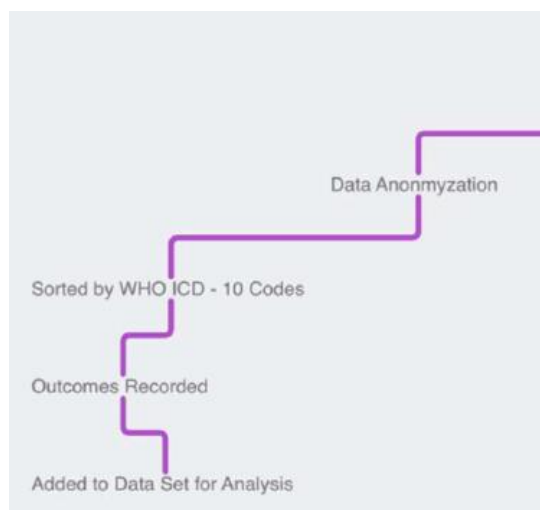 Data Anonmyzation
Sorted by WHO ICD - 10 Codes
Outcomes Recorded
Added to Data Set for Analysis